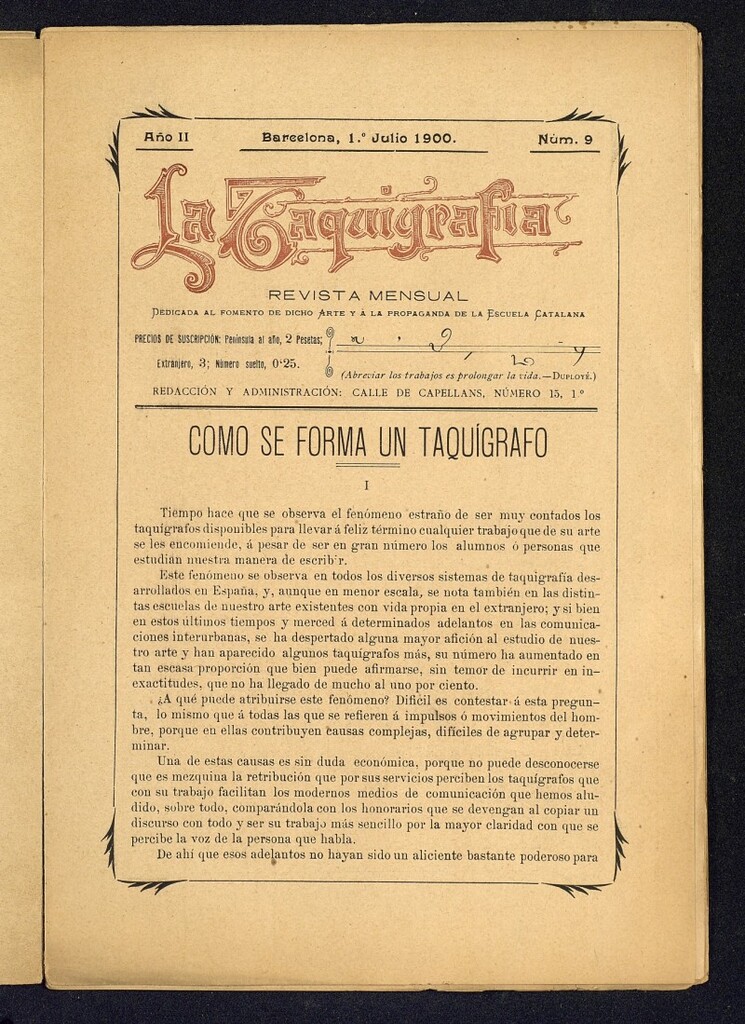 Año II
Barcelona, 1.º Julio 1900.
Núm. 9
La Taquigrafía
REVISTA MENSUAL
DEDICADA AL FOMENTO DE DICHO ARTE Y Á LA PROPAGANDA DE LA ESCUELA CATALANA
PRECIOS DE SUSCRIPCIÓN: Península al año, 2 Pesetas;
Extranjero, 3; Número suelto, 0'25.
(Abreviar los trabajos es prolongar la vida.—DUPLOYÉ.)
REDACCIÓN Y ADMINISTRACIÓN: CALLE DE CAPELLANS, NÚMERO 15, 1.º
COMO SE FORMA UN TAQUÍGRAFO
I
Tiempo hace que se observa el fenómeno estraño de ser muy contados los
taquígrafos disponibles para llevar á feliz término cualquier trabajo que de su arte
se les encomiende, á pesar de ser en gran número los alumnos ó personas que
estudian nuestra manera de escribir.
Este fenómeno se observa en todos los diversos sistemas de taquigrafía des-
arrollados en España, y, aunque en menor escala, se nota también en las distin-
tas escuelas de nuestro arte existentes con vida propia en el extranjero; y si bien
en estos últimos tiempos y merced á determinados adelantos en las comunica-
ciones interurbanas, se ha despertado alguna mayor afición al estudio de nues-
tro arte y han aparecido algunos taquígrafos más, su número ha aumentado en
tan escasa proporción que bien puede afirmarse, sin temor de incurrir en in-
exactitudes, que no ha llegado de mucho al uno por ciento.
¿A qué puede atribuirse este fenómeno? Difícil es contestar á esta pregun-
ta, lo mismo que á todas las que se refieren á impulsos ó movimientos del hom-
bre, porque en ellas contribuyen causas complejas, difíciles de agrupar y deter-
minar.
Una de estas causas es sin duda económica, porque no puede desconocerse
que es mezquina la retribución que por sus servicios perciben los taquígrafos que
con su trabajo facilitan los modernos medios de comunicación que hemos alu-
dido, sobre todo, comparándola con los honorarios que se devengan al copiar un
discurso con todo y ser su trabajo más sencillo por la mayor claridad con que se
percibe la voz de la persona que habla.
De ahí que esos adelantos no hayan sido un aliciente bastante poderoso para